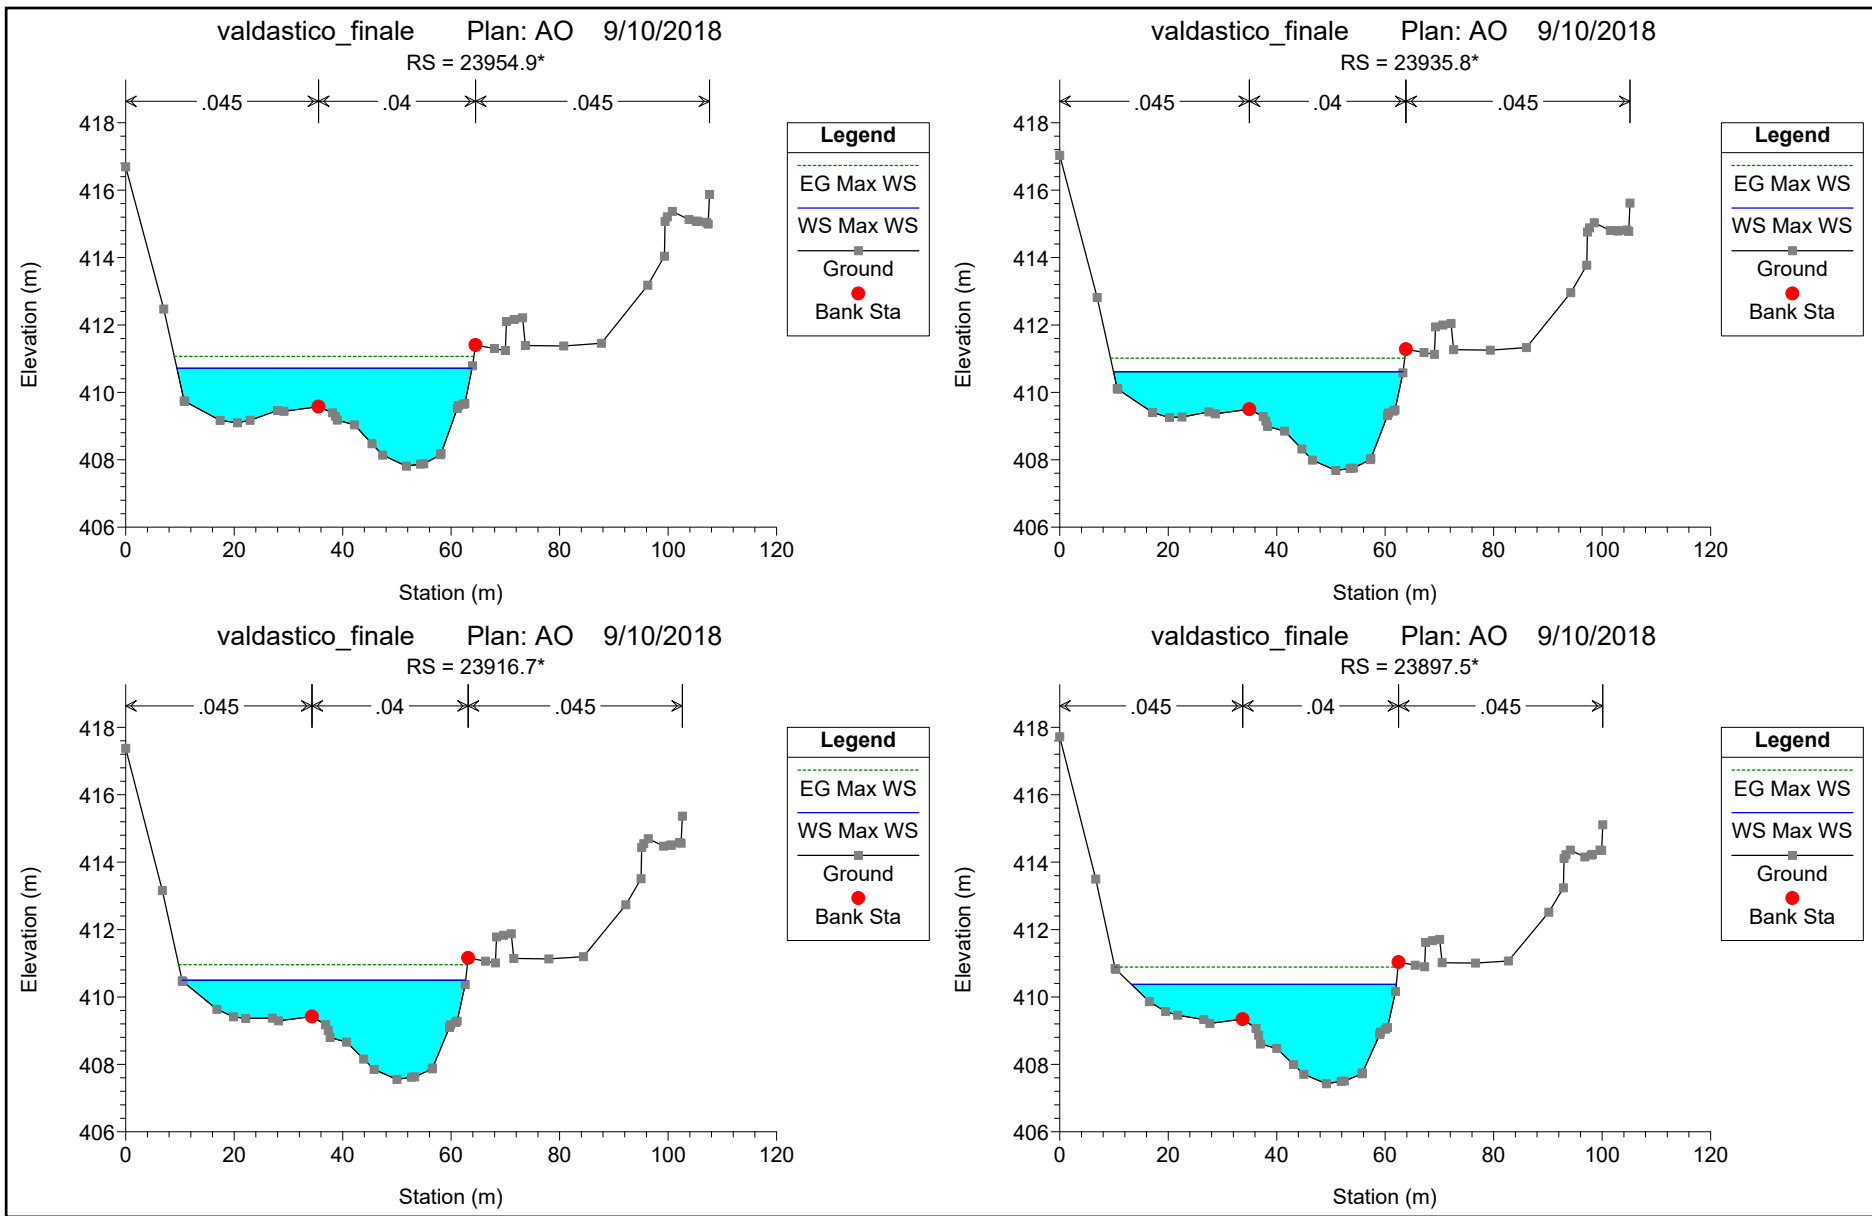 valdastico_finale Plan: AO 9/10/2018
RS = 23954.9*
.045 .04 .045
418
416
414
412
410
408
406
0 20 40 60 80 100 120
Elevation (m)
Station (m)
Legend
EG Max WS
WS Max WS
Ground
Bank Sta
valdastico_finale Plan: AO 9/10/2018
RS = 23935.8*
.045 .04 .045
418
416
414
412
410
408
406
0 20 40 60 80 100 120
Elevation (m)
Station (m)
Legend
EG Max WS
WS Max WS
Ground
Bank Sta
valdastico_finale Plan: AO 9/10/2018
RS = 23916.7*
.045 .04 .045
418
416
414
412
410
408
406
0 20 40 60 80 100 120
Elevation (m)
Station (m)
Legend
EG Max WS
WS Max WS
Ground
Bank Sta
valdastico_finale Plan: AO 9/10/2018
RS = 23897.5*
.045 .04 .045
418
416
414
412
410
408
406
0 20 40 60 80 100 120
Elevation (m)
Station (m)
Legend
EG Max WS
WS Max WS
Ground
Bank Sta